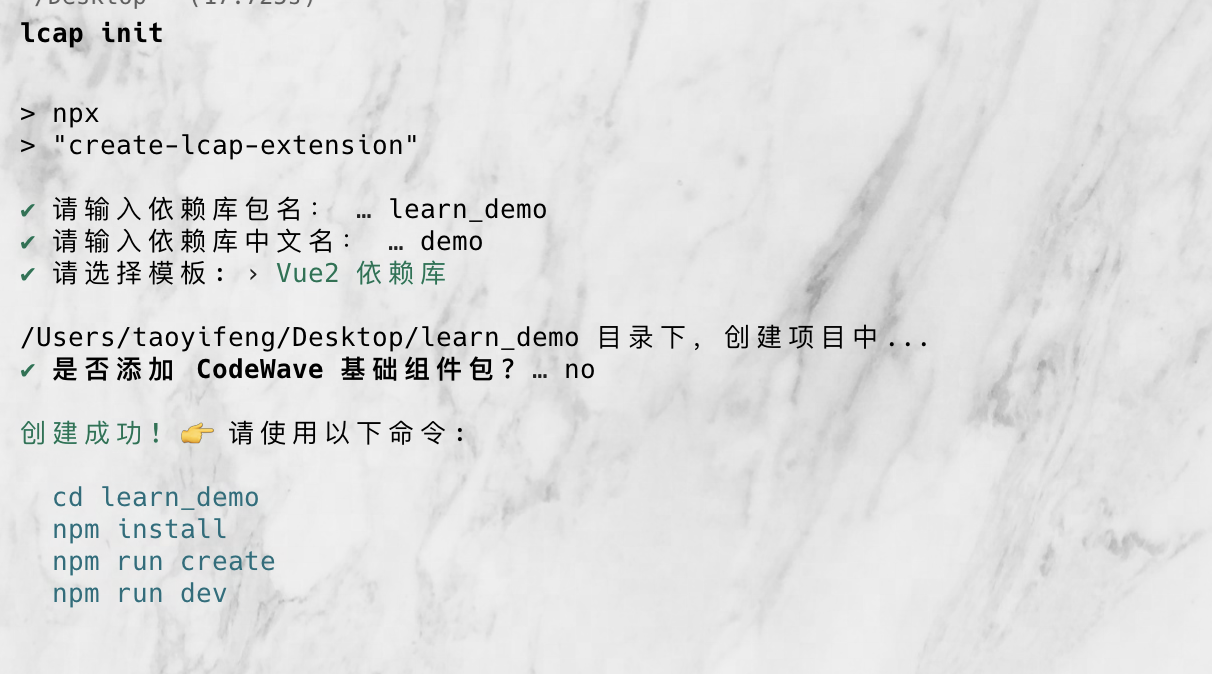 ~/Desktop (17.723s)
lcap init
> npx
> "create-lcap-extension"
✔ 请输入依赖库包名： … learn_demo
✔ 请输入依赖库中文名： … demo
✔ 请选择模板: › Vue2 依赖库
/Users/taoyifeng/Desktop/learn_demo 目录下, 创建项目中...
✔ 是否添加 CodeWave 基础组件包? … no
创建成功! 👉 请使用以下命令:
cd learn_demo
npm install
npm run create
npm run dev